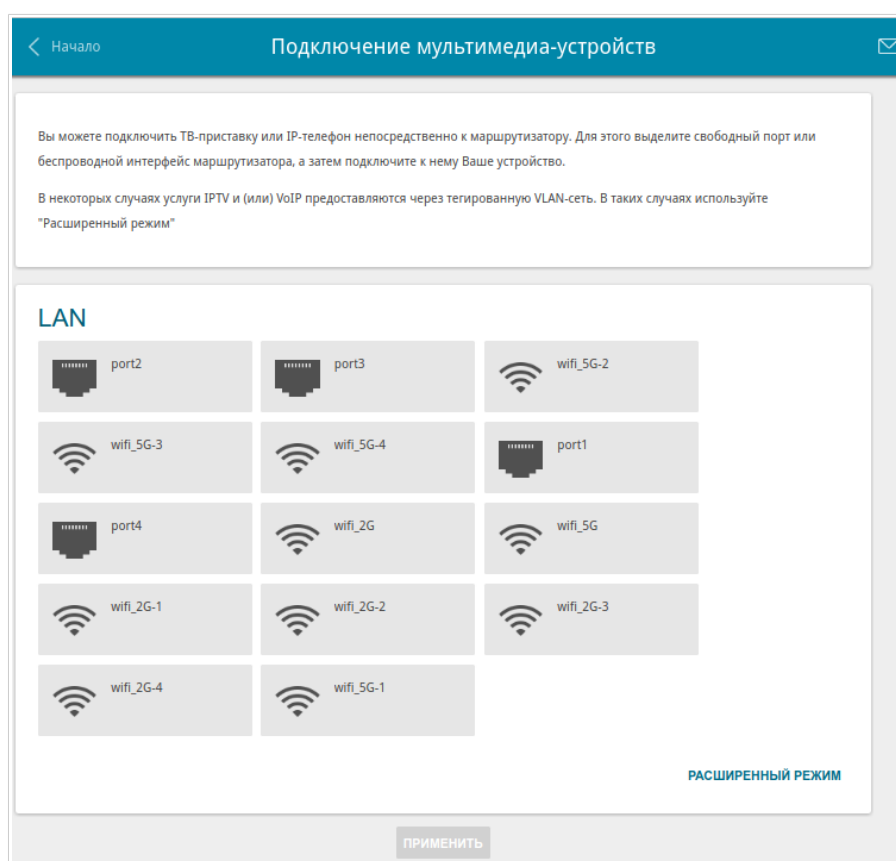 Начало
Подключение мультимедиа-устройств
Вы можете подключить ТВ-приставку или IP-телефон непосредственно к маршрутизатору. Для этого выделите свободный порт или
беспроводной интерфейс маршрутизатора, а затем подключите к нему Ваше устройство.
В некоторых случаях услуги IPTV и (или) VoIP предоставляются через тегированную VLAN-сеть. В таких случаях используйте
"Расширенный режим"
LAN
port2
port3
wifi_5G-2
wifi_5G-3
wifi_5G-4
port1
port4
wifi_2G
wifi_5G
wifi_2G-1
wifi_2G-2
wifi_2G-3
wifi_2G-4
wifi_5G-1
РАСШИРЕННЫЙ РЕЖИМ
ПРИМЕНИТЬ